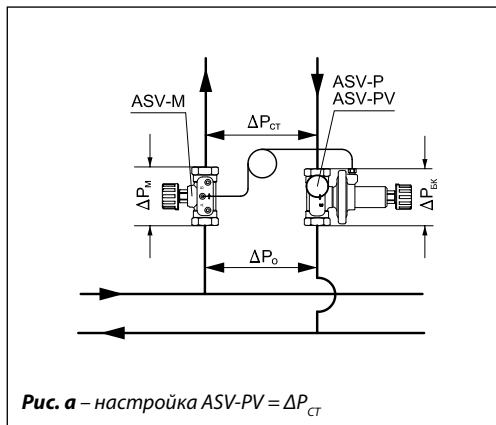 ASV-M
ASV-P
ASV-PV
ΔPст
ΔPм
ΔPБК
ΔPо
Рис. а – настройка ASV-PV = ΔPСТ